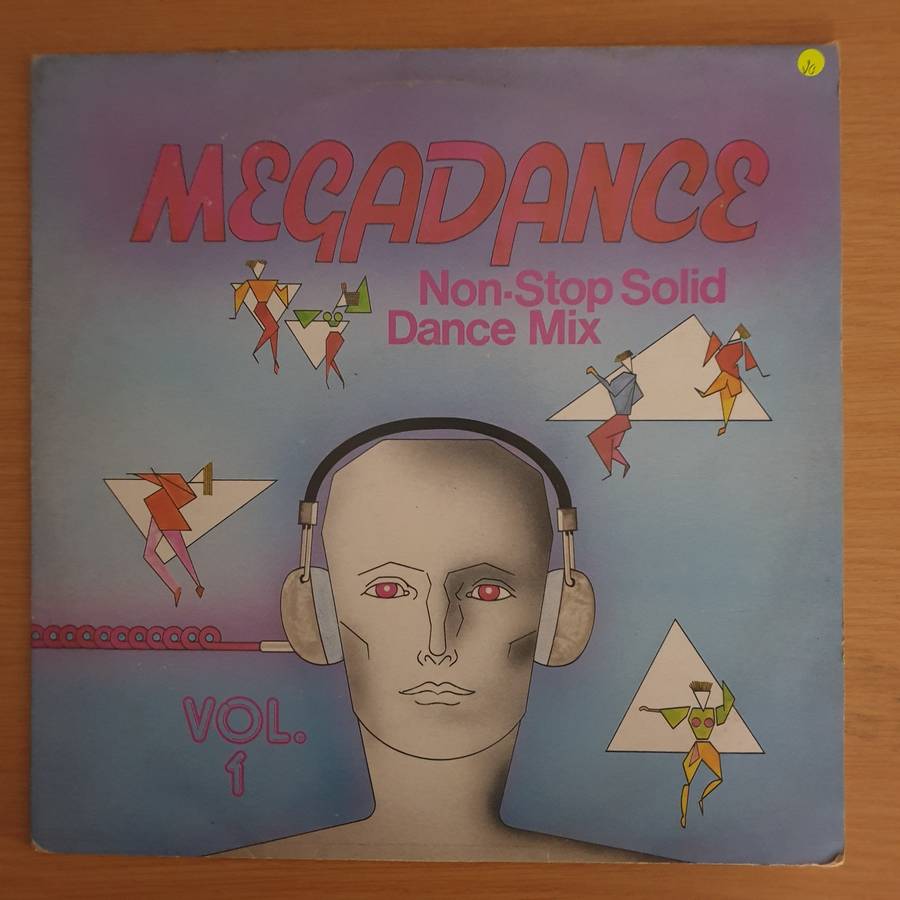 MEGADANCE
Non-Stop Solid
Dance Mix
VOL.
1